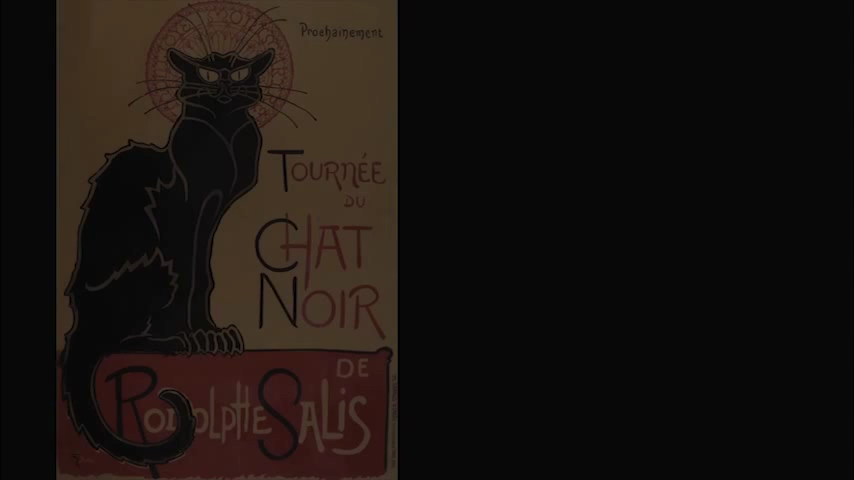 Prochainement
TOURNÉE
DU
CHAT
NOIR
DE
RODOLPHE SALIS